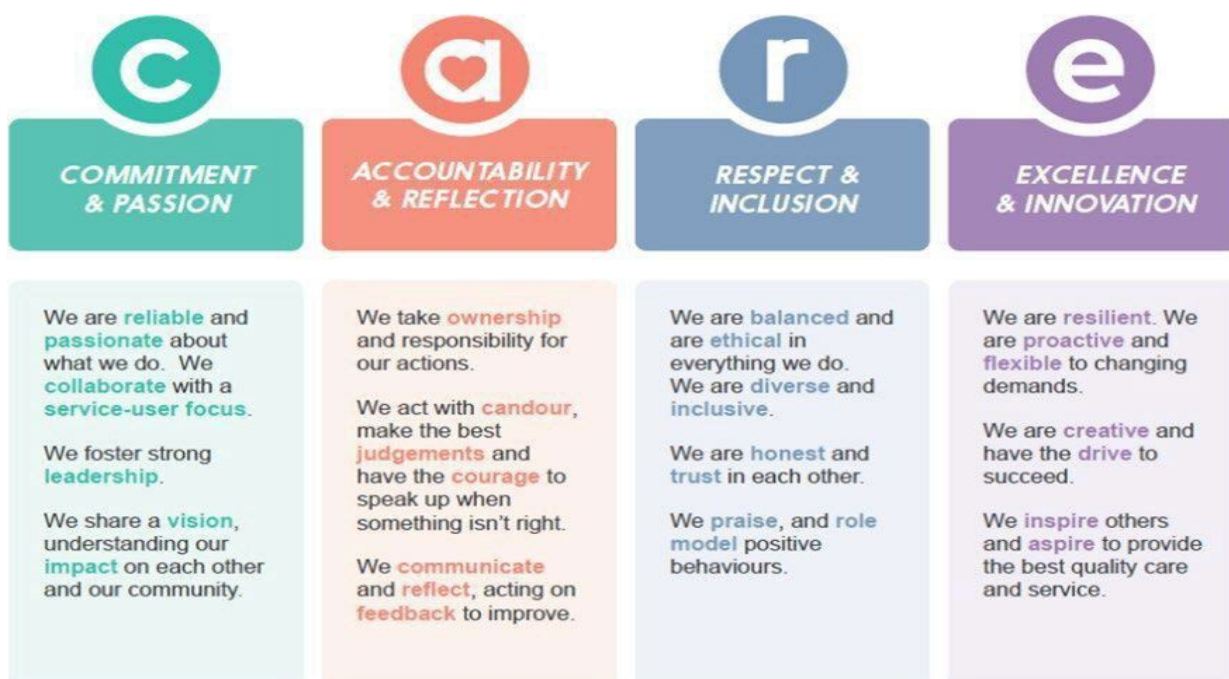 c
COMMITMENT
& PASSION
We are reliable and
passionate about
what we do. We
collaborate with a
service-user focus.
We foster strong
leadership.
We share a vision,
understanding our
impact on each other
and our community.
a
ACCOUNTABILITY
& REFLECTION
We take ownership
and responsibility for
our actions.
We act with candour,
make the best
judgements and
have the courage to
speak up when
something isn't right.
We communicate
and reflect, acting on
feedback to improve.
r
RESPECT &
INCLUSION
We are balanced and
are ethical in
everything we do.
We are diverse and
inclusive.
We are honest and
trust in each other.
We praise, and role
model positive
behaviours.
e
EXCELLENCE
& INNOVATION
We are resilient. We
are proactive and
flexible to changing
demands.
We are creative and
have the drive to
succeed.
We inspire others
and aspire to provide
the best quality care
and service.